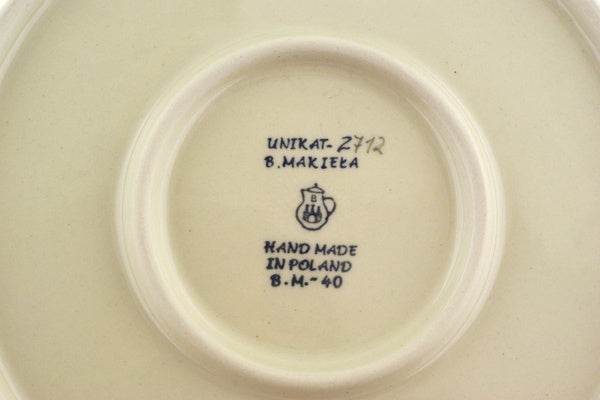 UNIKAT-2712
B.MAKIEŁA
B
HAND MADE
IN POLAND
B.M.-40